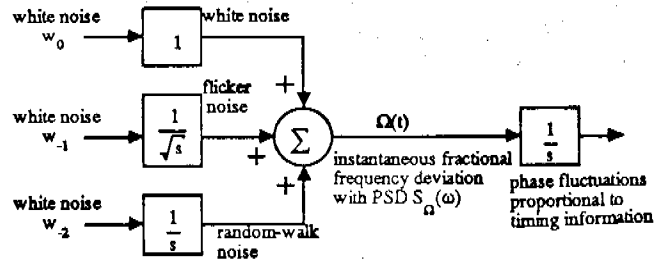 white noise
w₀
1
white noise
white noise
w₋₁
1
√s
flicker
noise
+
+
+
Σ
Ω(t)
instantaneous fractional
frequency deviation
with PSD S_Ω(ω)
1
s
phase fluctuations
proportional to
timing information
white noise
w₋₂
1
s
random-walk
noise